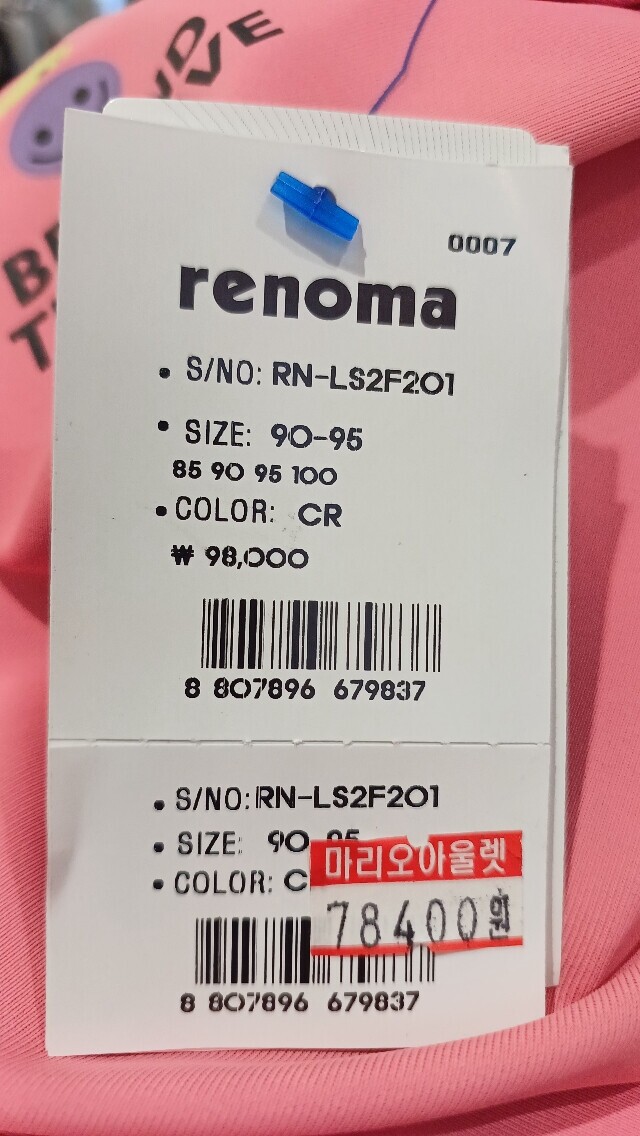 0007
renoma
• S/NO: RN-LS2F201
• SIZE: 90-95
85 90 95 100
• COLOR: CR
₩ 98,000
8 807896 679837
• S/NO: RN-LS2F201
• SIZE: 90-95
마리오아울렛
• COLOR: C
78400원
8 807896 679837